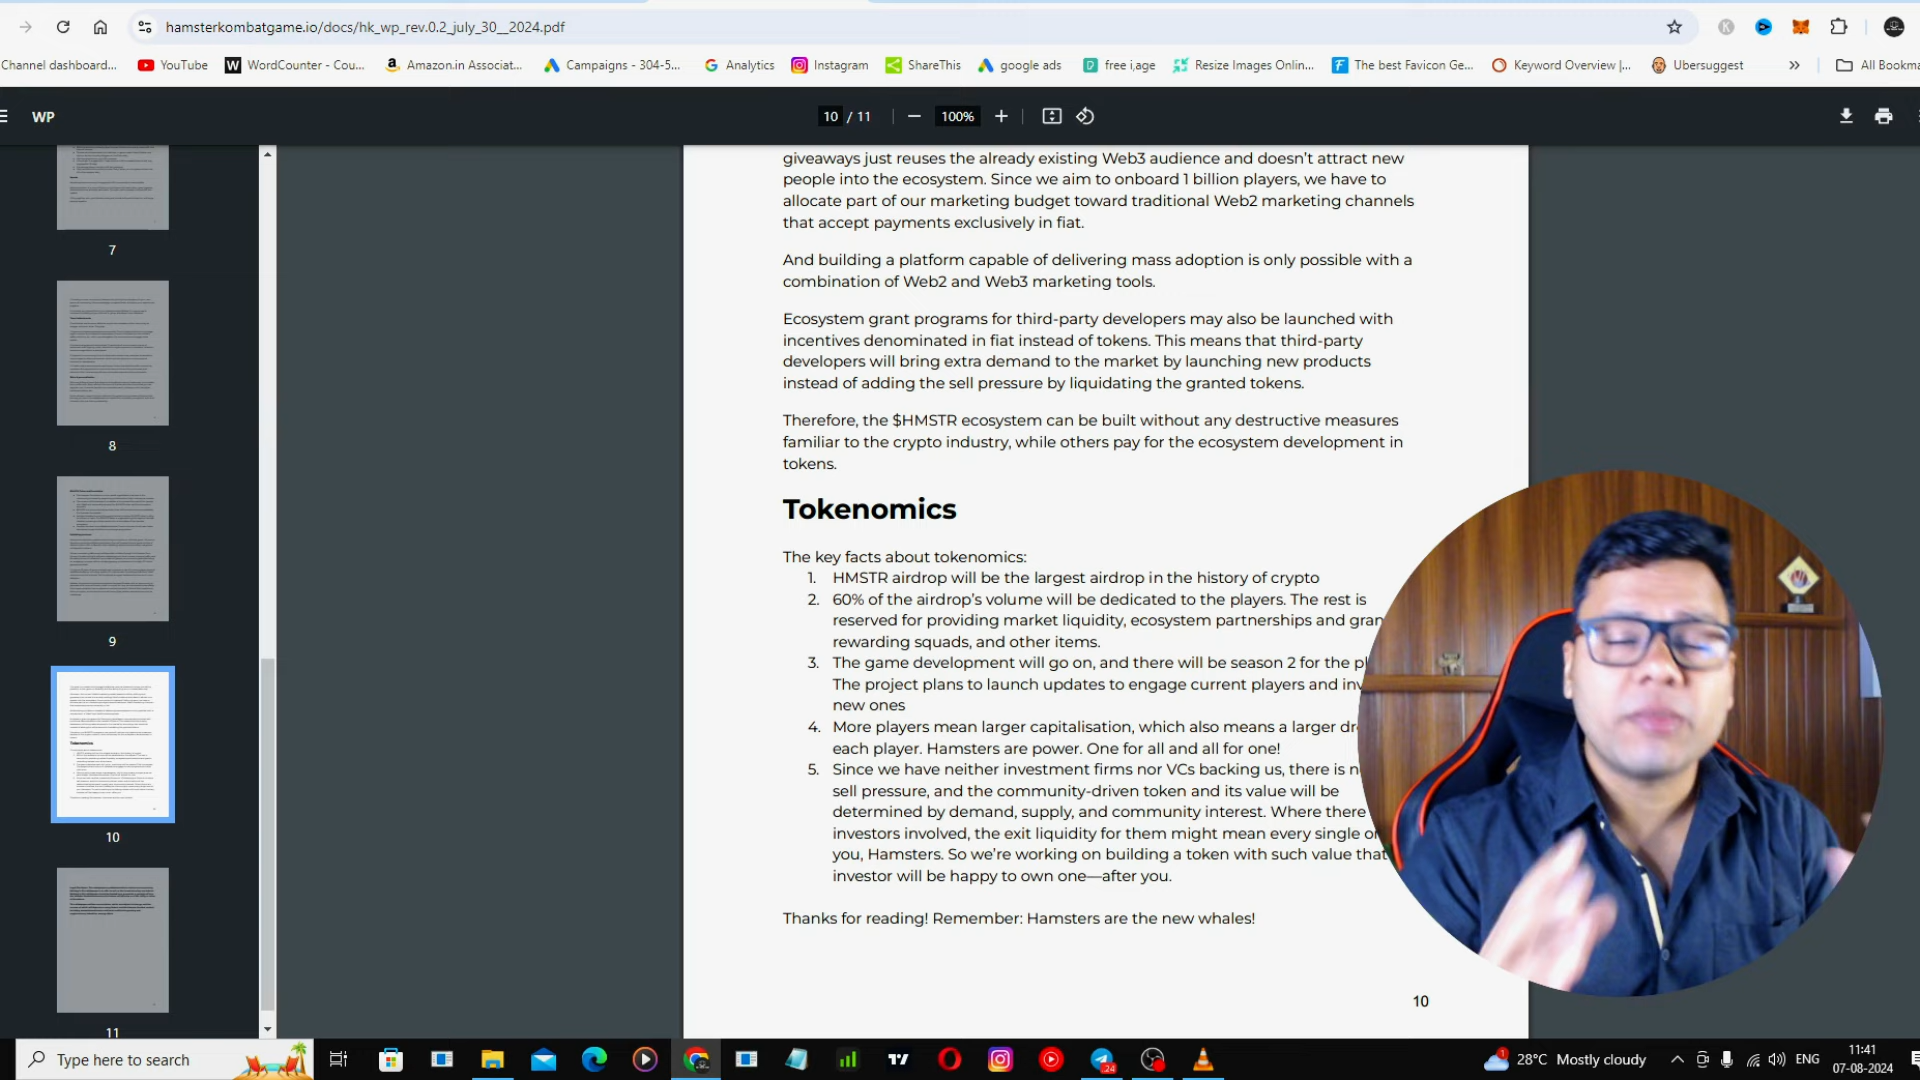 hamsterkombatgame.io/docs/hk_wp_rev.0.2_july_30__2024.pdf
Channel dashboard...
YouTube
WordCounter - Cou...
Amazon.in Associat...
Campaigns - 304-5...
Analytics
Instagram
ShareThis
google ads
free i,age
Resize Images Onlin...
The best Favicon Ge...
Keyword Overview |...
Ubersuggest
All Bookma
WP
10 / 11
100%
7
8
9
10
11
giveaways just reuses the already existing Web3 audience and doesn't attract new
people into the ecosystem. Since we aim to onboard 1 billion players, we have to
allocate part of our marketing budget toward traditional Web2 marketing channels
that accept payments exclusively in fiat.
And building a platform capable of delivering mass adoption is only possible with a
combination of Web2 and Web3 marketing tools.
Ecosystem grant programs for third-party developers may also be launched with
incentives denominated in fiat instead of tokens. This means that third-party
developers will bring extra demand to the market by launching new products
instead of adding the sell pressure by liquidating the granted tokens.
Therefore, the $HMSTR ecosystem can be built without any destructive measures
familiar to the crypto industry, while others pay for the ecosystem development in
tokens.
Tokenomics
The key facts about tokenomics:
1. HMSTR airdrop will be the largest airdrop in the history of crypto
2. 60% of the airdrop's volume will be dedicated to the players. The rest is
reserved for providing market liquidity, ecosystem partnerships and gran
rewarding squads, and other items.
3. The game development will go on, and there will be season 2 for the pl
The project plans to launch updates to engage current players and inv
new ones
4. More players mean larger capitalisation, which also means a larger dr
each player. Hamsters are power. One for all and all for one!
5. Since we have neither investment firms nor VCs backing us, there is n
sell pressure, and the community-driven token and its value will be
determined by demand, supply, and community interest. Where there
investors involved, the exit liquidity for them might mean every single o
you, Hamsters. So we're working on building a token with such value that
investor will be happy to own one—after you.
Thanks for reading! Remember: Hamsters are the new whales!
10
Type here to search
24
1
28°C Mostly cloudy
ENG
11:41
07-08-2024